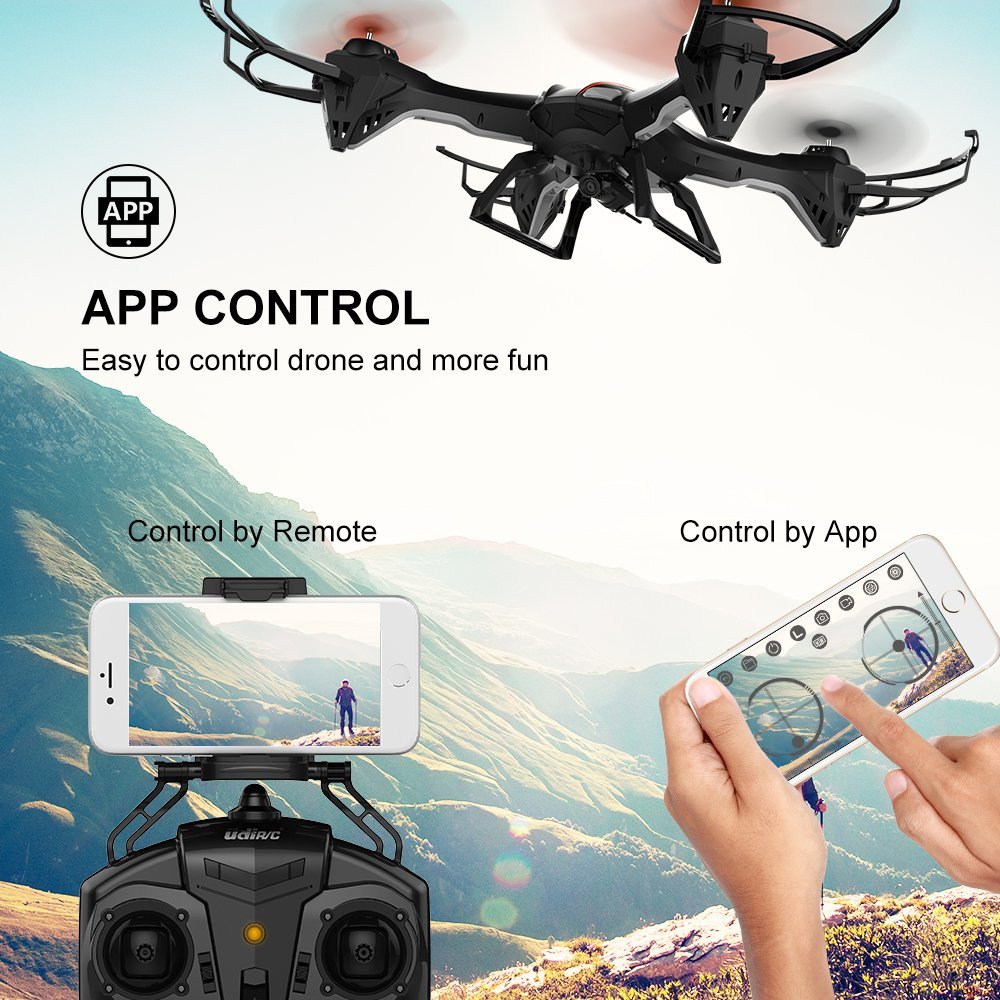 APP
APP CONTROL
Easy to control drone and more fun
Control by Remote
Control by App
UdiR/C